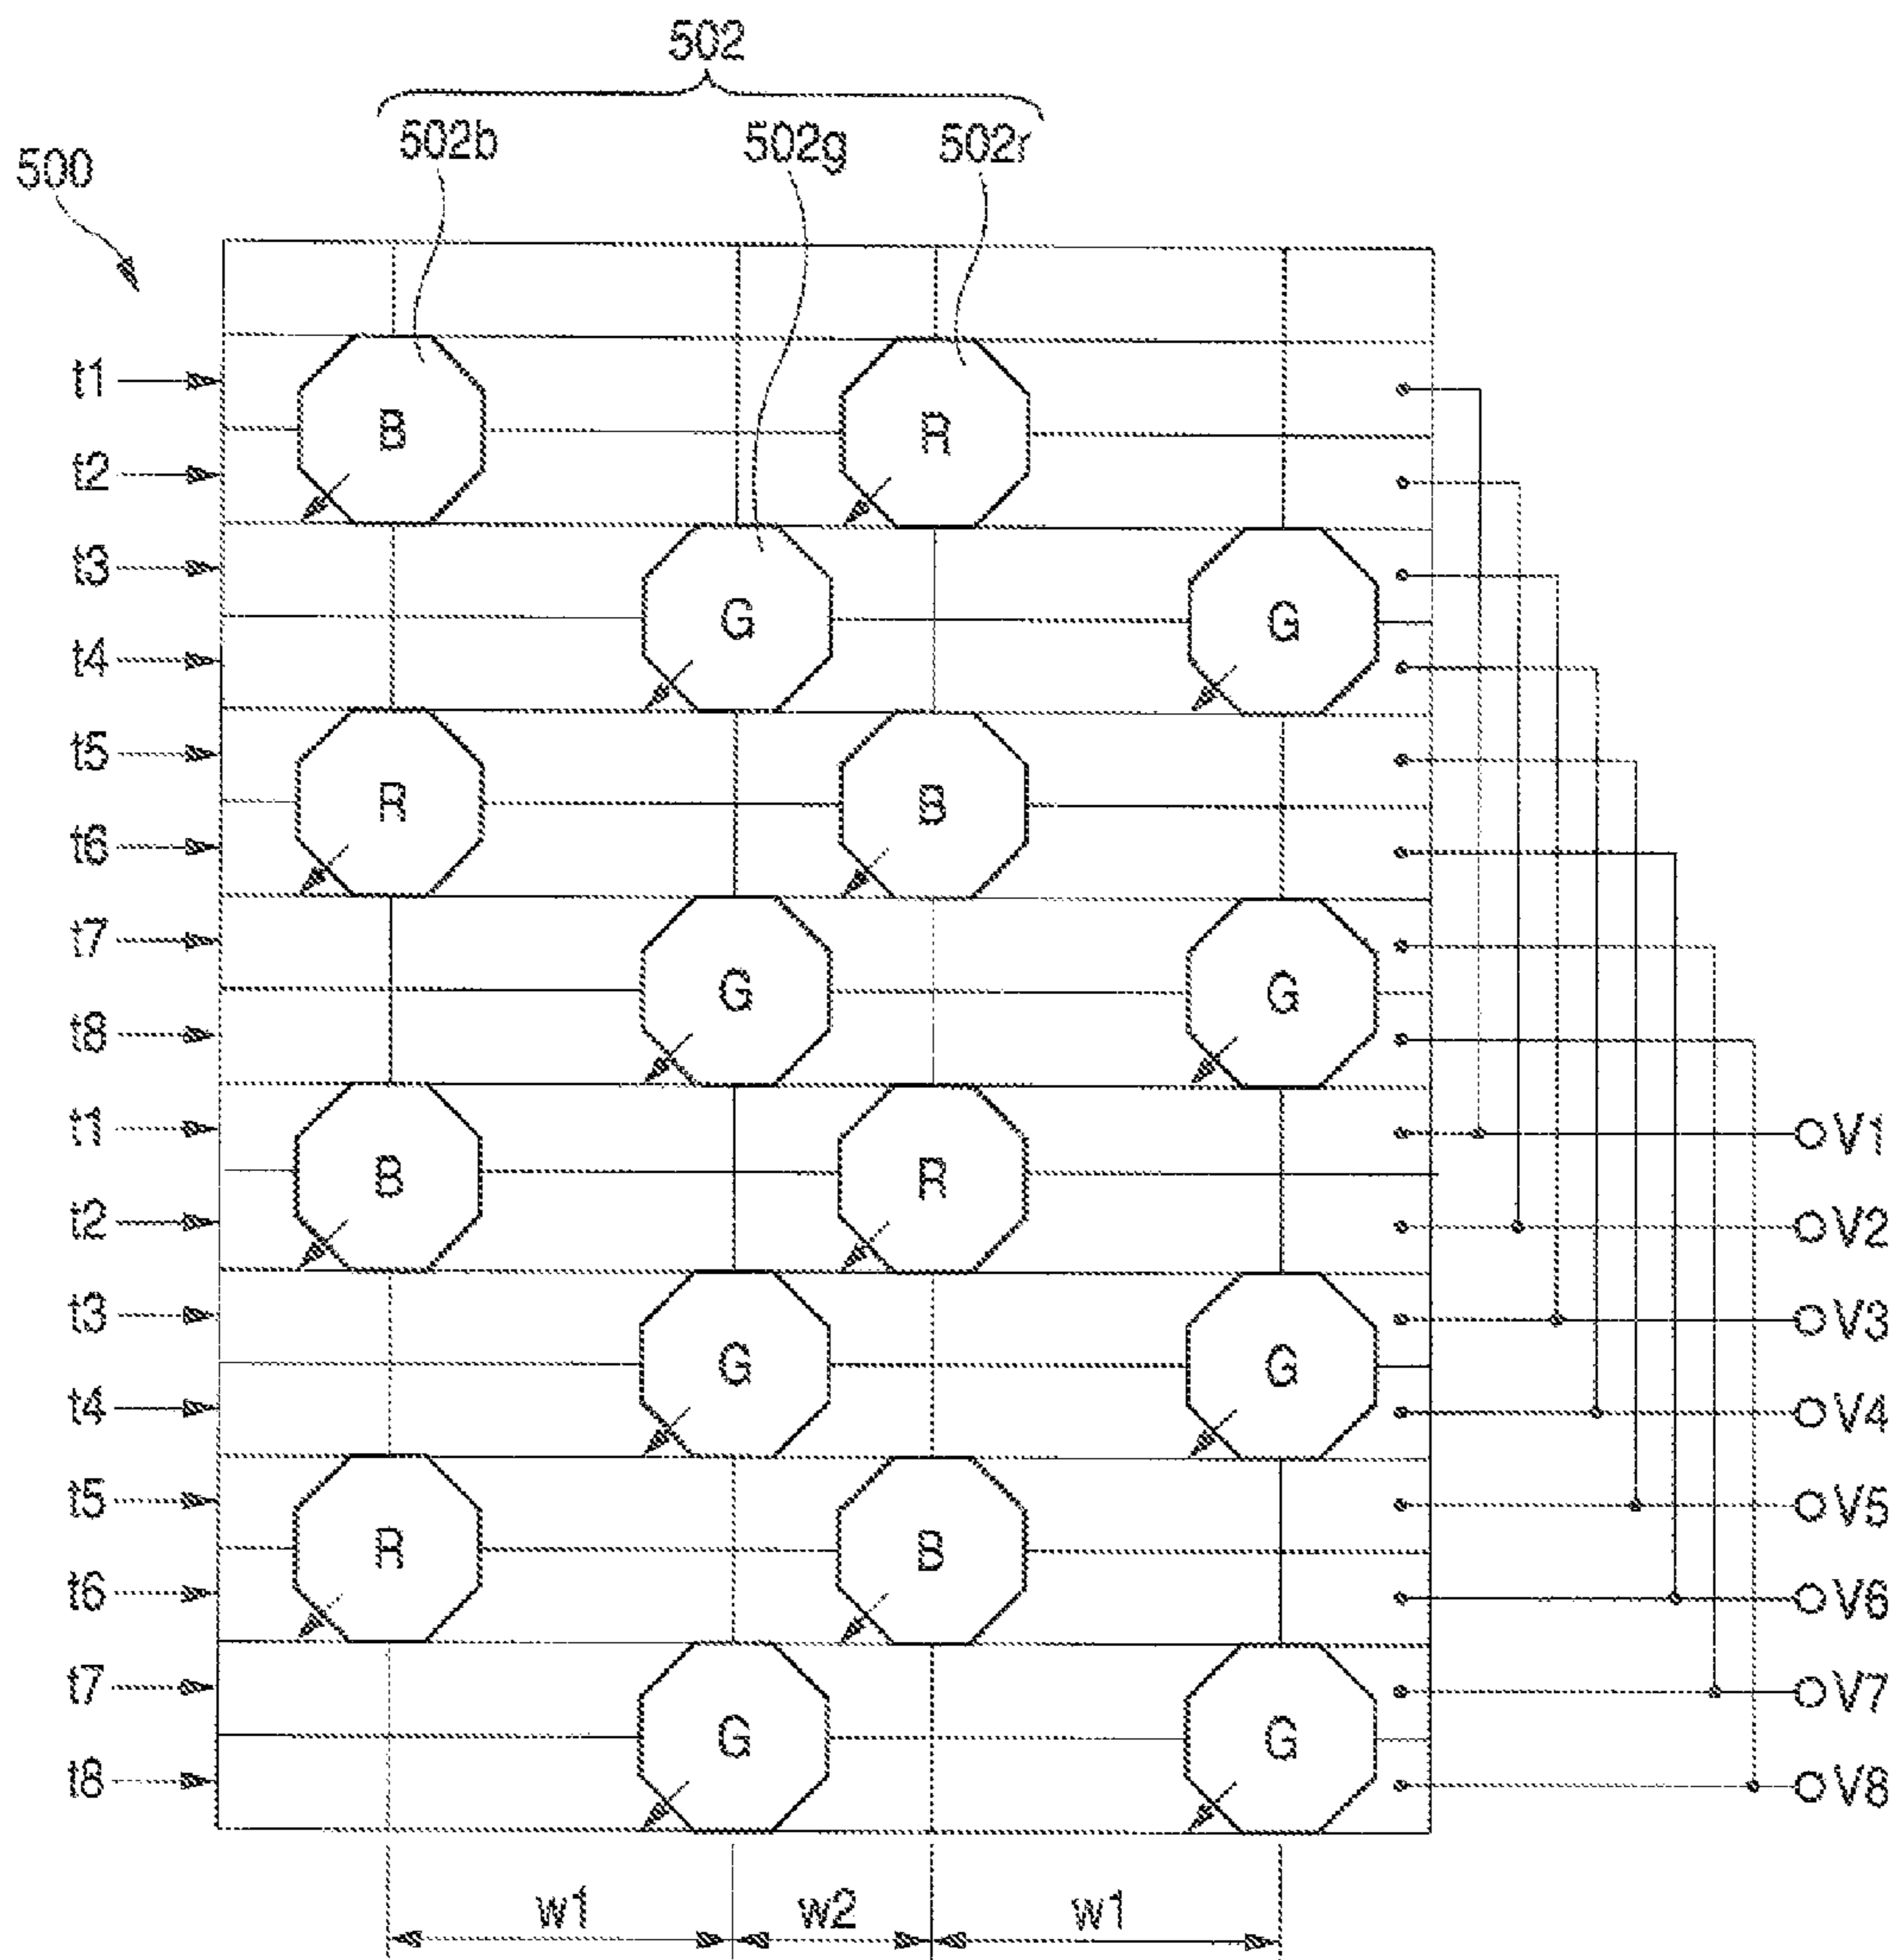 502
502b 502g 502r
500
t1
B R
t2
t3
G G
t4
t5
R B
t6
t7
G G
t8
t1 V1
B R
t2 V2
t3 V3
G G
t4 V4
t5 V5
R B
t6 V6
t7 V7
G G
t8 V8
w1 w2 w1